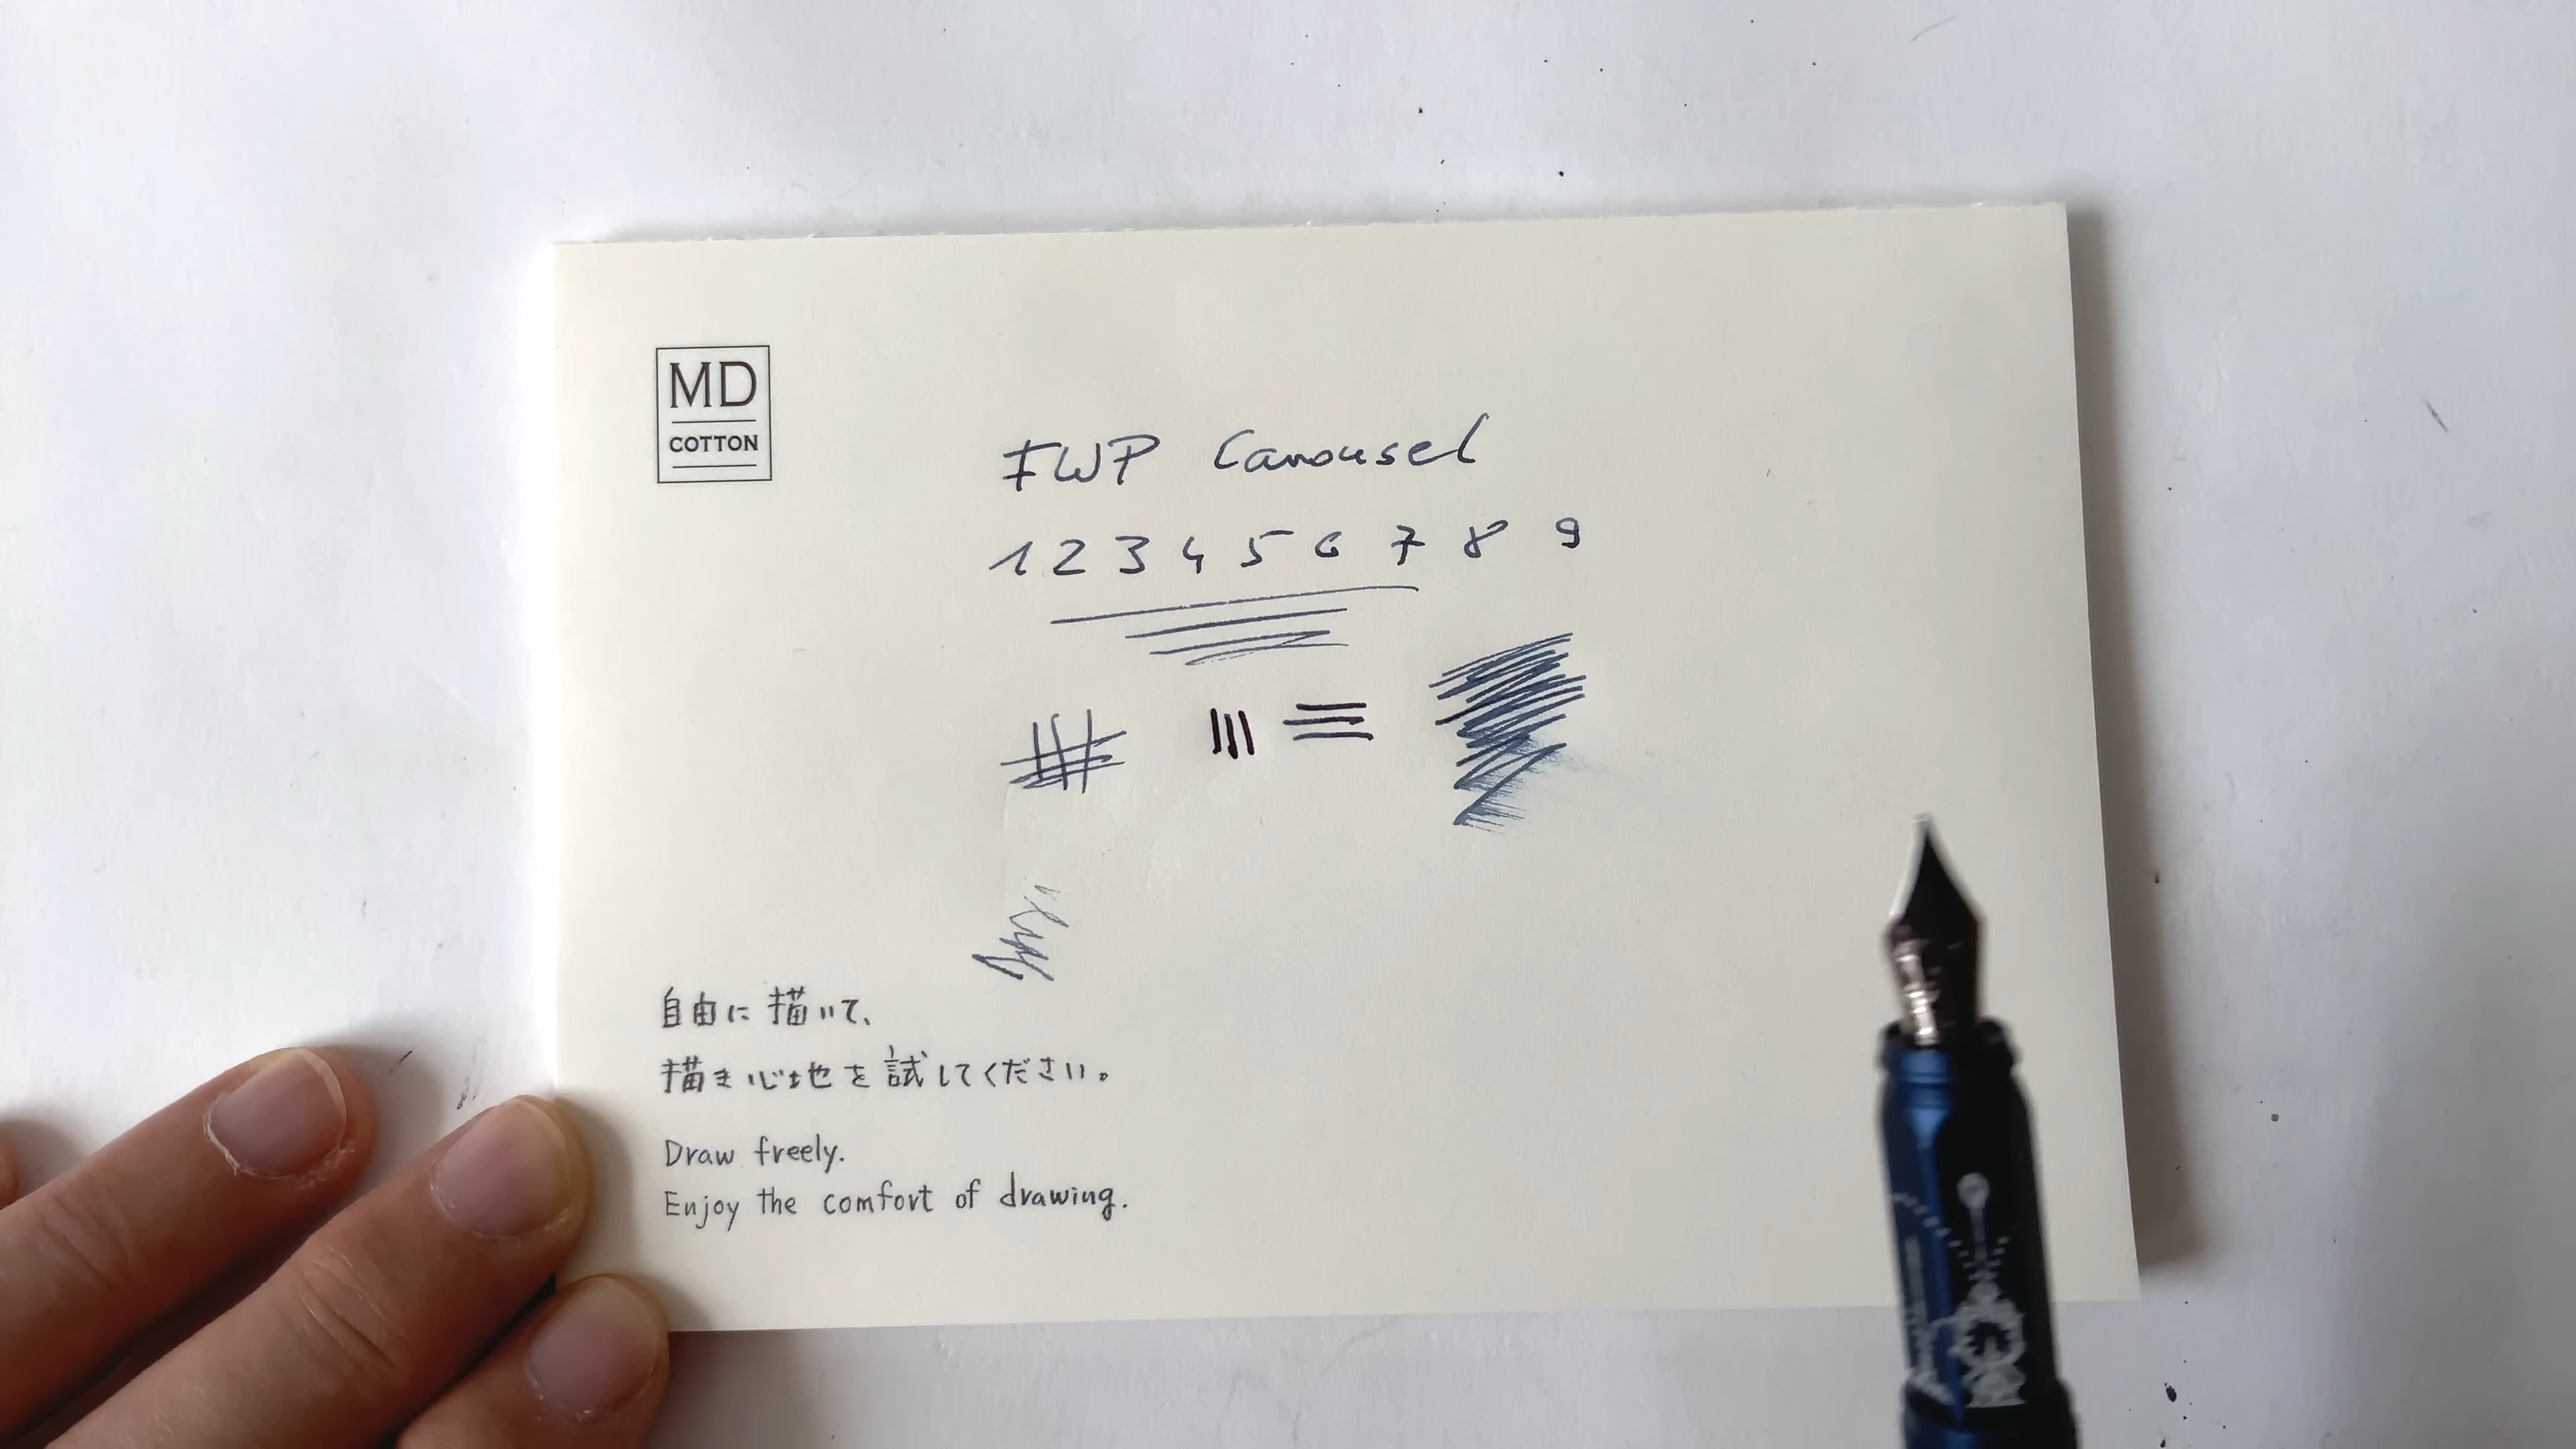 MD
COTTON
FWP Carousel
1 2 3 4 5 6 7 8 9
自由に描いて、
描き心地を試してください。
Draw freely.
Enjoy the comfort of drawing.